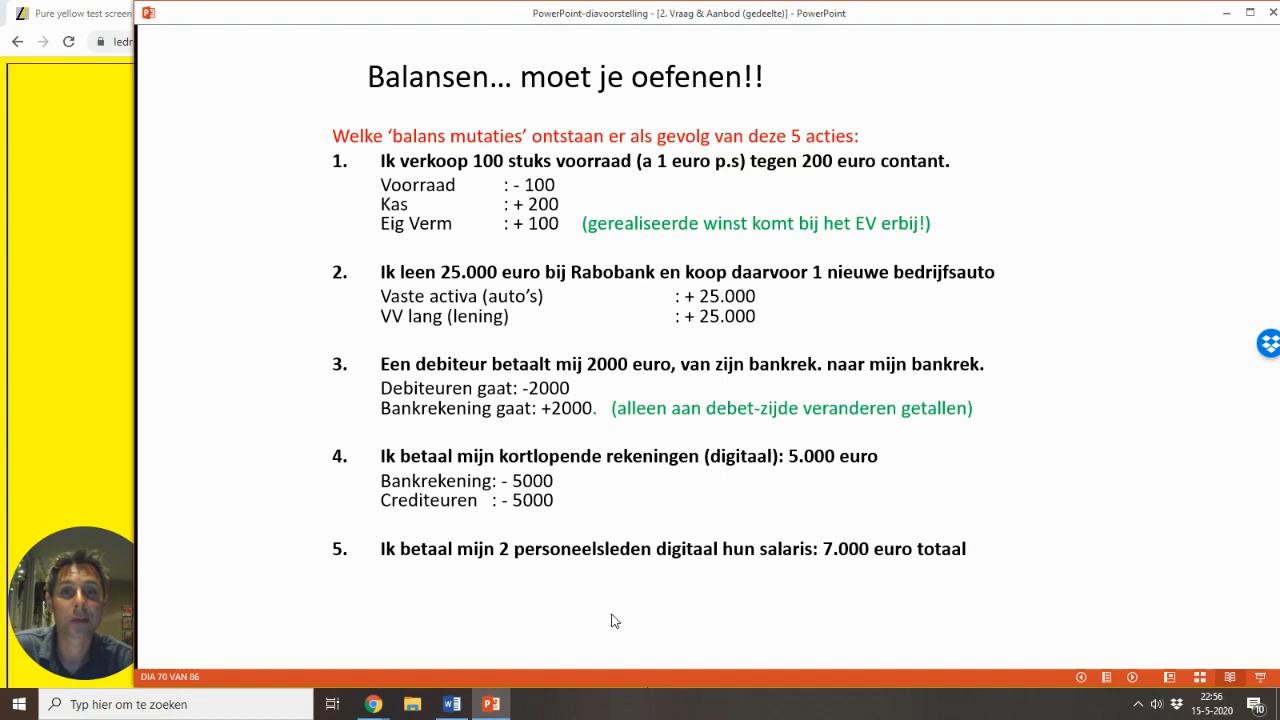 Pure yellow test screen
PowerPoint-diavoorstelling - [2. Vraag & Aanbod (gedeelte)] - PowerPoint
ledr
Balansen... moet je oefenen!!
Welke ‘balans mutaties’ ontstaan er als gevolg van deze 5 acties:
1. Ik verkoop 100 stuks voorraad (a 1 euro p.s) tegen 200 euro contant.
Voorraad : - 100
Kas : + 200
Eig Verm : + 100 (gerealiseerde winst komt bij het EV erbij!)
2. Ik leen 25.000 euro bij Rabobank en koop daarvoor 1 nieuwe bedrijfsauto
Vaste activa (auto’s) : + 25.000
VV lang (lening) : + 25.000
3. Een debiteur betaalt mij 2000 euro, van zijn bankrek. naar mijn bankrek.
Debiteuren gaat: -2000
Bankrekening gaat: +2000. (alleen aan debet-zijde veranderen getallen)
4. Ik betaal mijn kortlopende rekeningen (digitaal): 5.000 euro
Bankrekening: - 5000
Crediteuren : - 5000
5. Ik betaal mijn 2 personeelsleden digitaal hun salaris: 7.000 euro totaal
DIA 70 VAN 86
Typ hier om te zoeken
22:56
15-5-2020
10